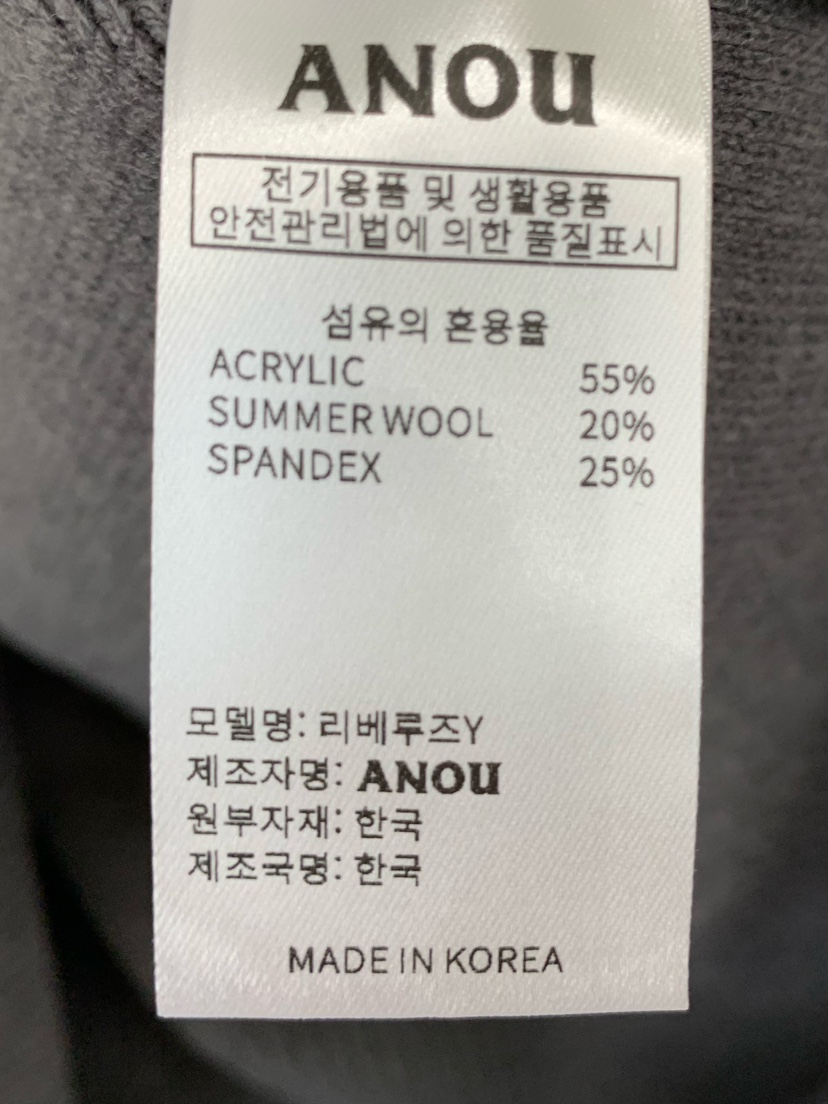 ANOU
전기용품 및 생활용품
안전관리법에 의한 품질표시
섬유의 혼용율
ACRYLIC 55%
SUMMER WOOL 20%
SPANDEX 25%
모델명: 리베루즈Y
제조자명: ANOU
원부자재: 한국
제조국명: 한국
MADE IN KOREA